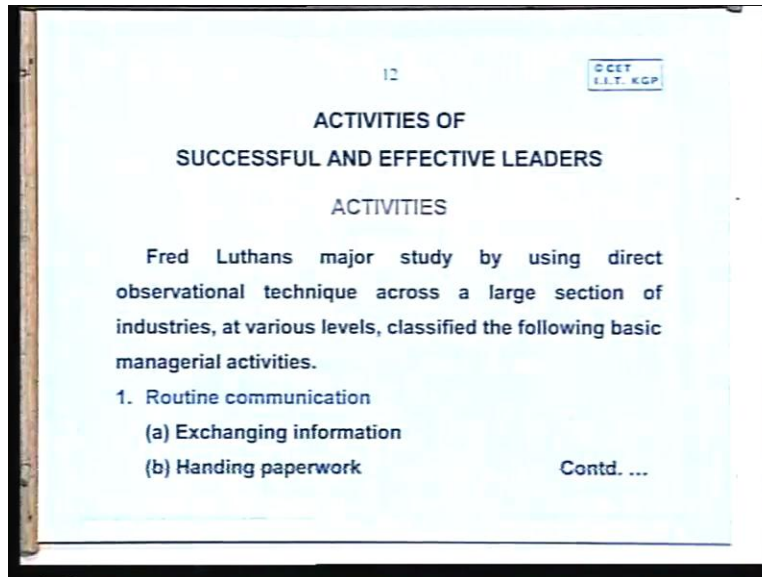 12
© CET
I.I.T. KGP
ACTIVITIES OF
SUCCESSFUL AND EFFECTIVE LEADERS
ACTIVITIES
Fred Luthans major study by using direct
observational technique across a large section of
industries, at various levels, classified the following basic
managerial activities.
1. Routine communication
(a) Exchanging information
(b) Handing paperwork Contd. ...